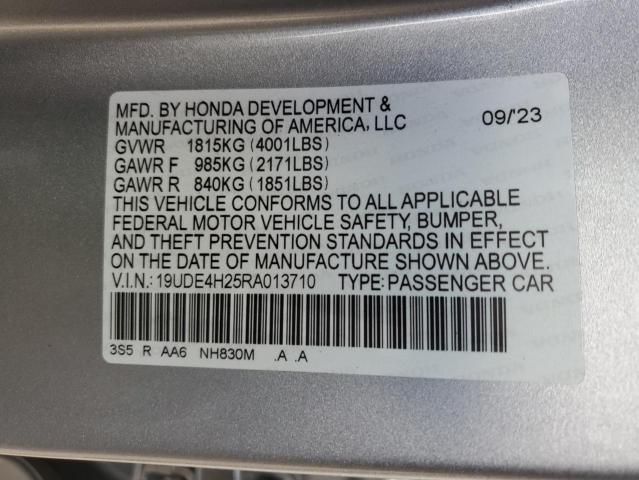 MFD. BY HONDA DEVELOPMENT &
MANUFACTURING OF AMERICA, LLC 09/'23
GVWR 1815KG (4001LBS)
GAWR F 985KG (2171LBS)
GAWR R 840KG (1851LBS)
THIS VEHICLE CONFORMS TO ALL APPLICABLE
FEDERAL MOTOR VEHICLE SAFETY, BUMPER,
AND THEFT PREVENTION STANDARDS IN EFFECT
ON THE DATE OF MANUFACTURE SHOWN ABOVE.
V.I.N.: 19UDE4H25RA013710 TYPE: PASSENGER CAR
3S5 R AA6 NH830M .A .A